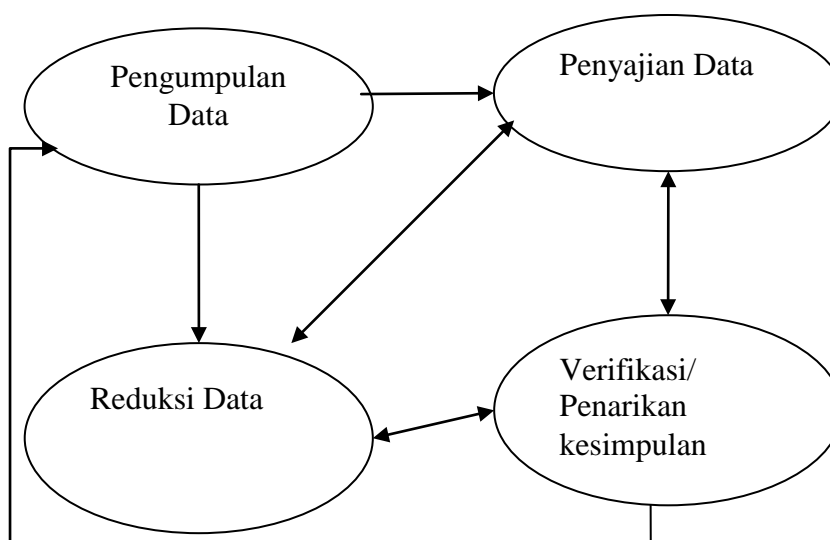 Pengumpulan
Data
Penyajian Data
Reduksi Data
Verifikasi/
Penarikan
kesimpulan